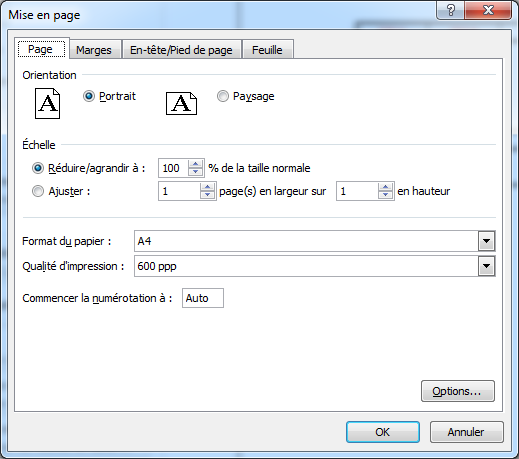 Mise en page
Page Marges En-tête/Pied de page Feuille
Orientation
A Portrait A Paysage
Échelle
Réduire/agrandir à : 100 % de la taille normale
Ajuster : 1 page(s) en largeur sur 1 en hauteur
Format du papier : A4
Qualité d'impression : 600 ppp
Commencer la numérotation à : Auto
Options...
OK Annuler